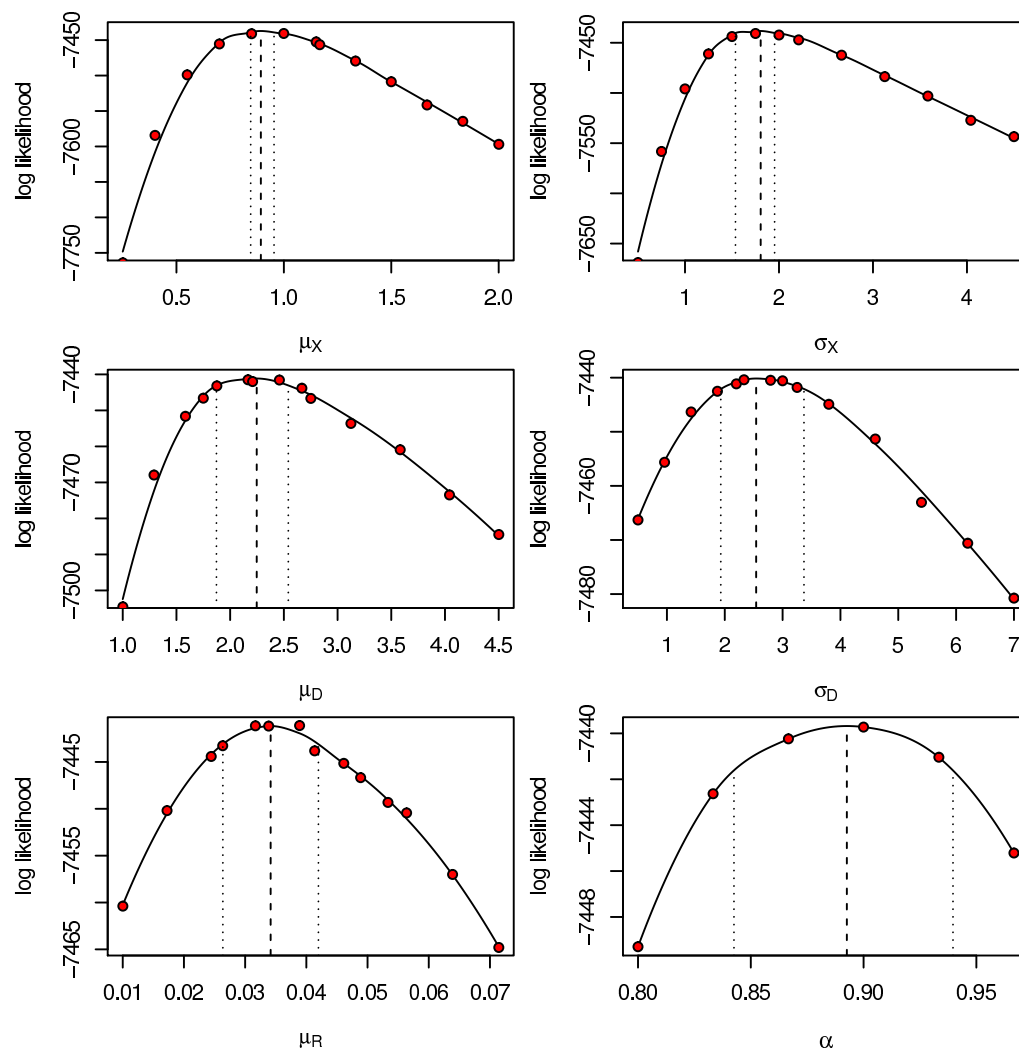 log likelihood
−7450
−7600
−7750
0.5 1.0 1.5 2.0
μX
log likelihood
−7450
−7550
−7650
1 2 3 4
σX
log likelihood
−7440
−7470
−7500
1.0 1.5 2.0 2.5 3.0 3.5 4.0 4.5
μD
log likelihood
−7440
−7460
−7480
1 2 3 4 5 6 7
σD
log likelihood
−7445
−7455
−7465
0.01 0.02 0.03 0.04 0.05 0.06 0.07
μR
log likelihood
−7440
−7444
−7448
0.80 0.85 0.90 0.95
α